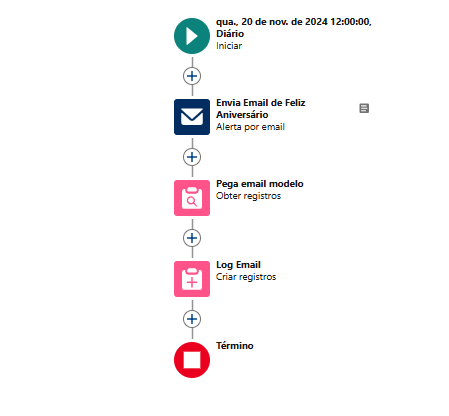 qua., 20 de nov. de 2024 12:00:00,
Diário
Iniciar
Envia Email de Feliz
Aniversário
Alerta por email
Pega email modelo
Obter registros
Log Email
Criar registros
Término